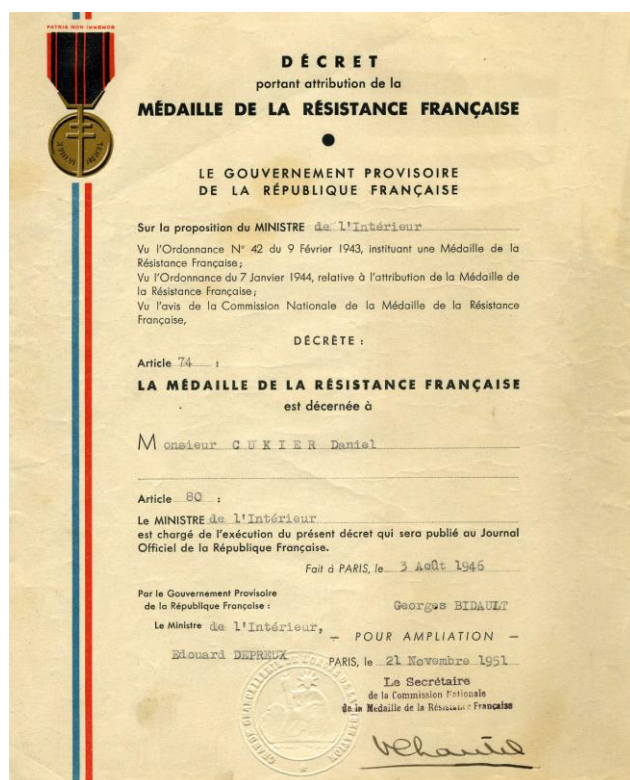 PATRIA NON IMMEMOR
DÉCRET
portant attribution de la
MÉDAILLE DE LA RÉSISTANCE FRANÇAISE
LE GOUVERNEMENT PROVISOIRE
DE LA RÉPUBLIQUE FRANÇAISE
Sur la proposition du MINISTRE de l'Intérieur
Vu l'Ordonnance N° 42 du 9 Février 1943, instituant une Médaille de la
Résistance Française;
Vu l'Ordonnance du 7 Janvier 1944, relative à l'attribution de la Médaille de
la Résistance Française;
Vu l'avis de la Commission Nationale de la Médaille de la Résistance
Française,
DÉCRÈTE :
Article 74 :
LA MÉDAILLE DE LA RÉSISTANCE FRANÇAISE
est décernée à
Monsieur CUKIER Daniel
Article 80 :
Le MINISTRE de l'Intérieur
est chargé de l'exécution du présent décret qui sera publié au Journal
Officiel de la République Française.
Fait à PARIS, le 3 Août 1946
Par le Gouvernement Provisoire
de la République Française :
Georges BIDAULT
Le Ministre de l'Intérieur,
— POUR AMPLIATION —
Edouard DEPREUX
PARIS, le 21 Novembre 1951
Le Secrétaire
de la Commission Nationale
de la Médaille de la Résistance Française